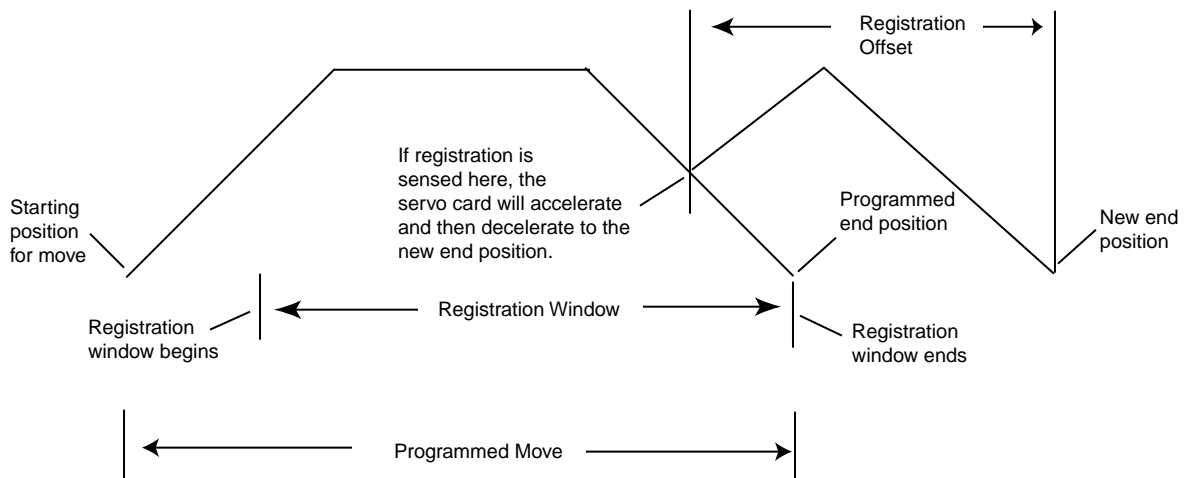 Registration
Offset
If registration is
sensed here, the
servo card will accelerate
and then decelerate to the
new end position.
Starting
position
for move
Programmed
end position
New end
position
Registration
window begins
Registration Window
Registration
window ends
Programmed Move